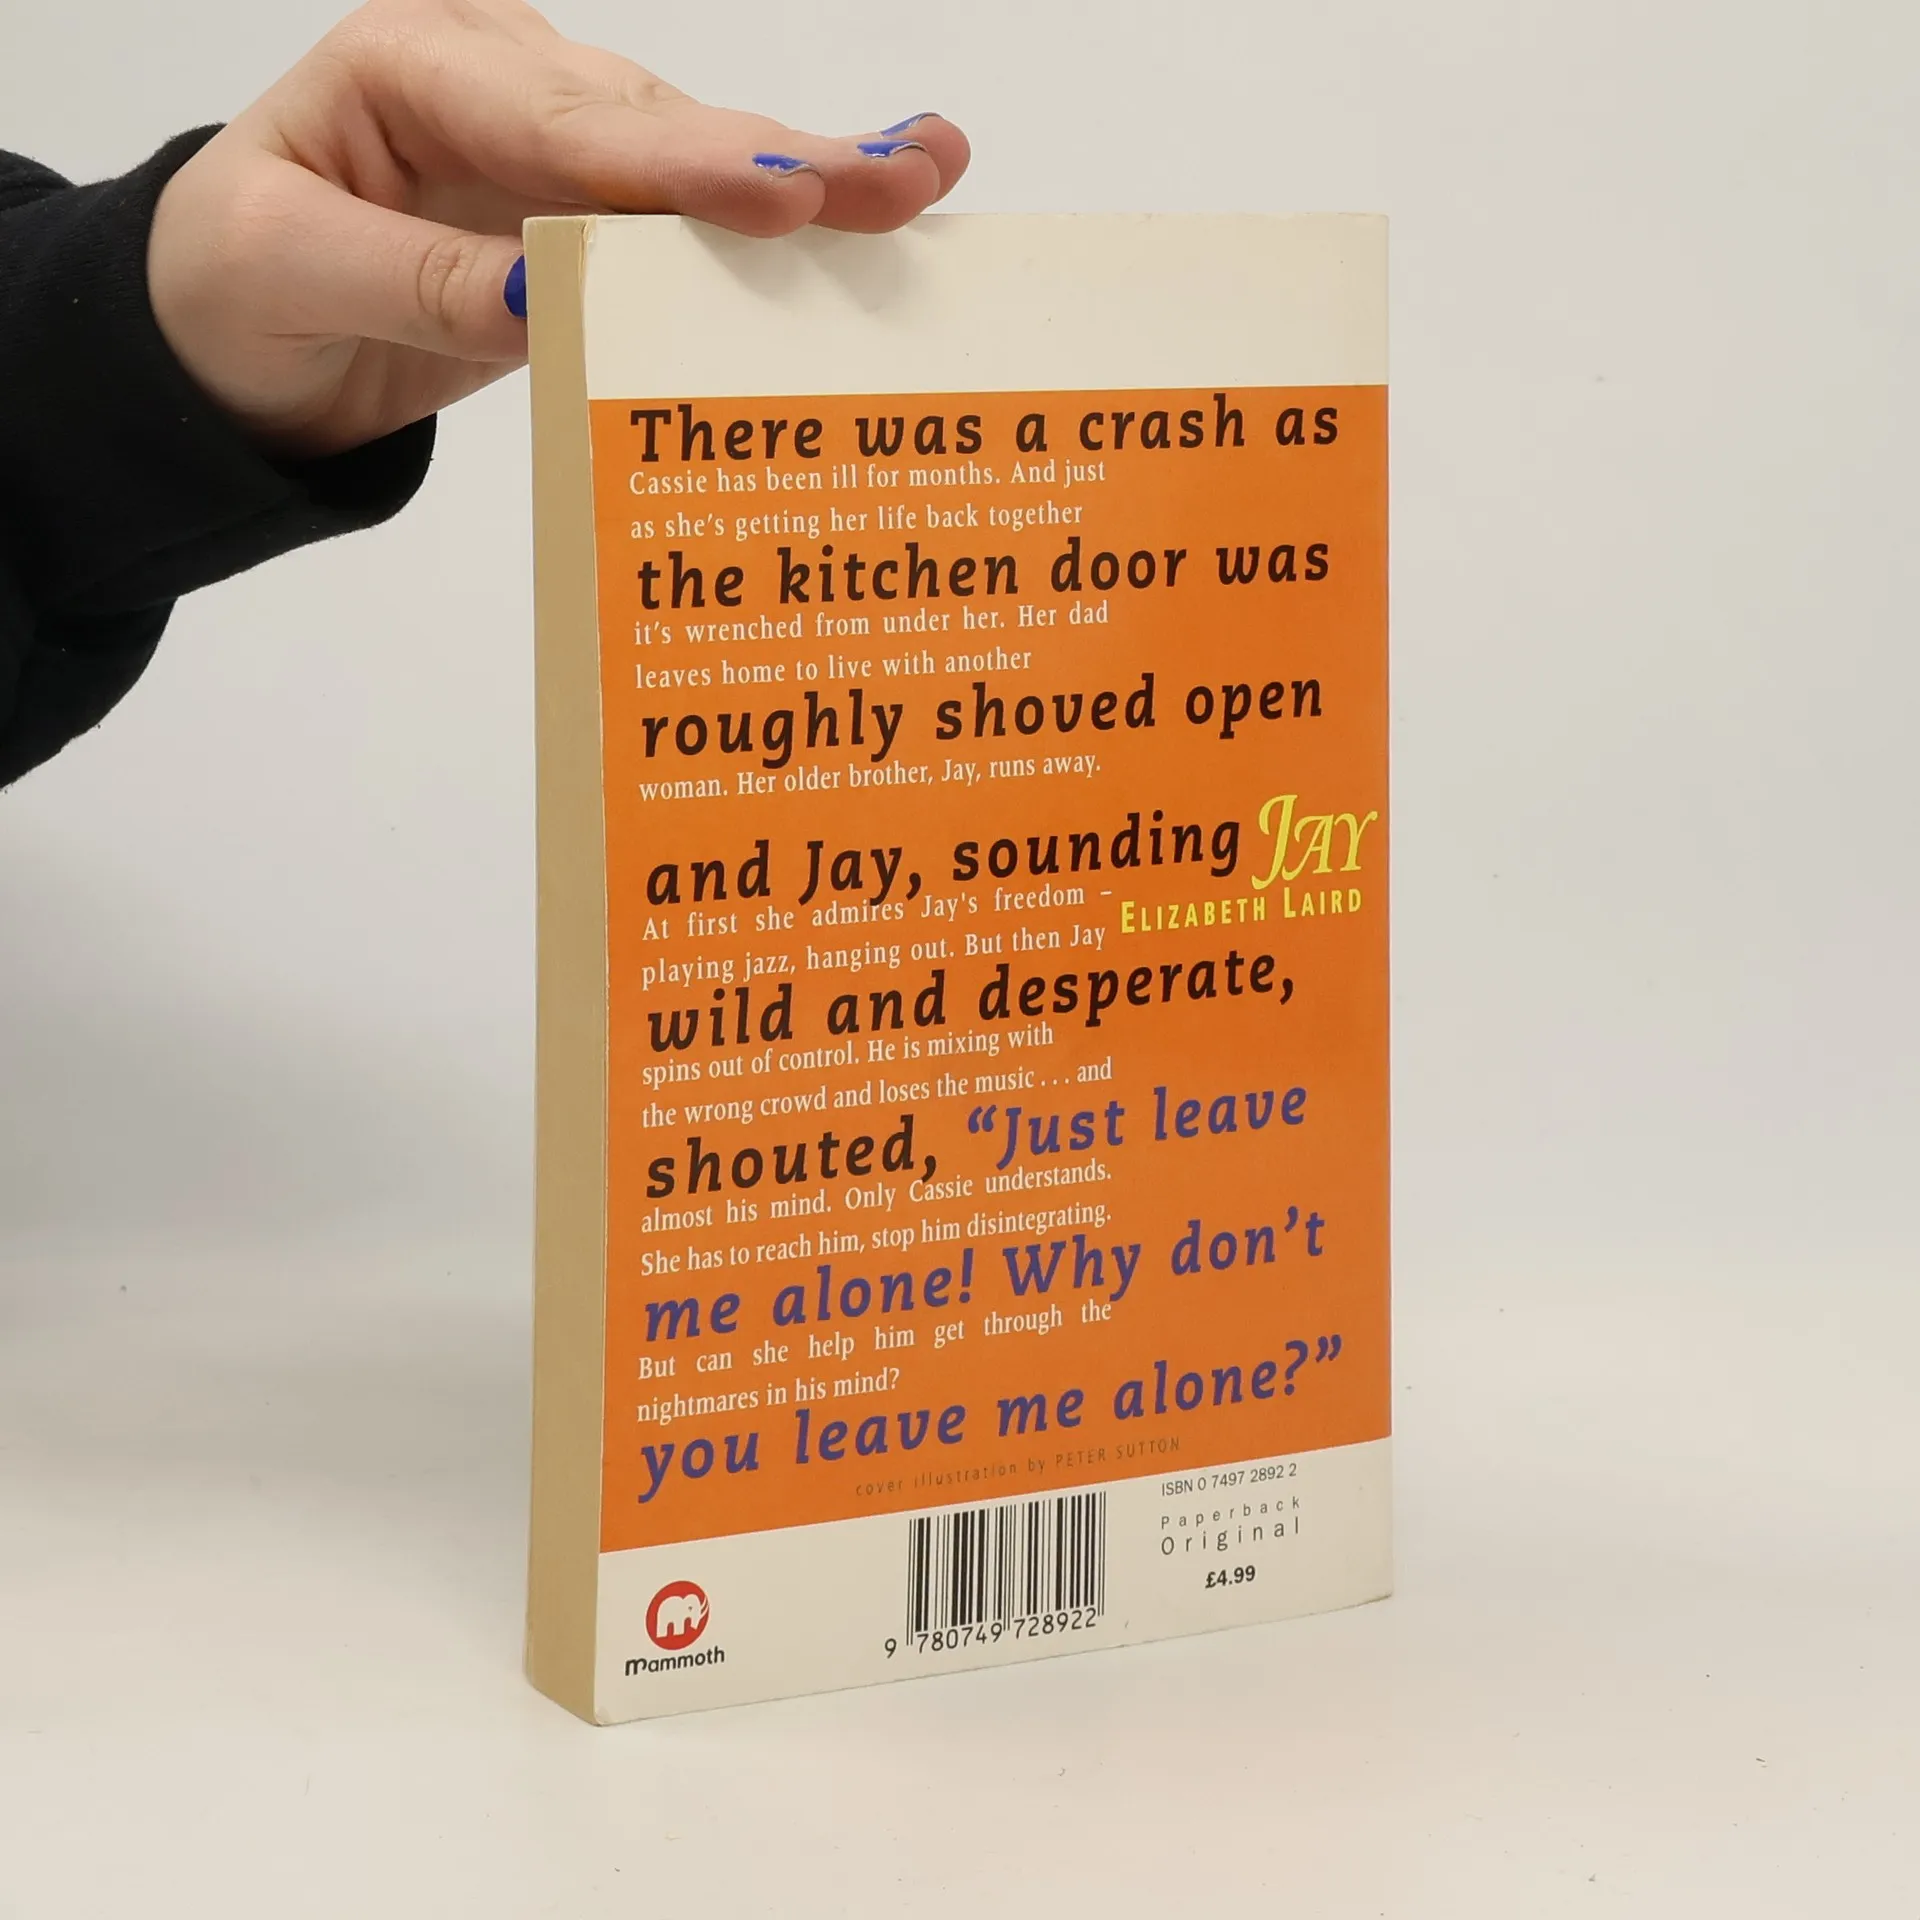 There was a crash as
Cassie has been ill for months. And just
as she's getting her life back together
the kitchen door was
it's wrenched from under her. Her dad
leaves home to live with another
roughly shoved open
woman. Her older brother, Jay, runs away.
and Jay, sounding
JAY
At first she admires Jay's freedom –
ELIZABETH LAIRD
playing jazz, hanging out. But then Jay
wild and desperate,
spins out of control. He is mixing with
the wrong crowd and loses the music . . . and
shouted, “Just leave
almost his mind. Only Cassie understands.
She has to reach him, stop him disintegrating.
me alone! Why don't
But can she help him get through the
nightmares in his mind?
you leave me alone?”
cover illustration by PETER SUTTON
ISBN 0 7497 2892 2
Paperback
Original
£4.99
9 780749 728922
mammoth